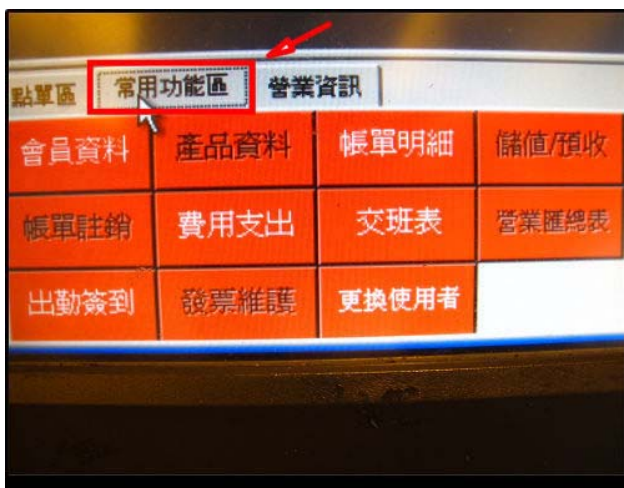 點單區 常用功能區 營業資訊
會員資料 產品資料 帳單明細 儲值/預收
帳單註銷 費用支出 交班表 營業匯總表
出勤簽到 發票維護 更換使用者